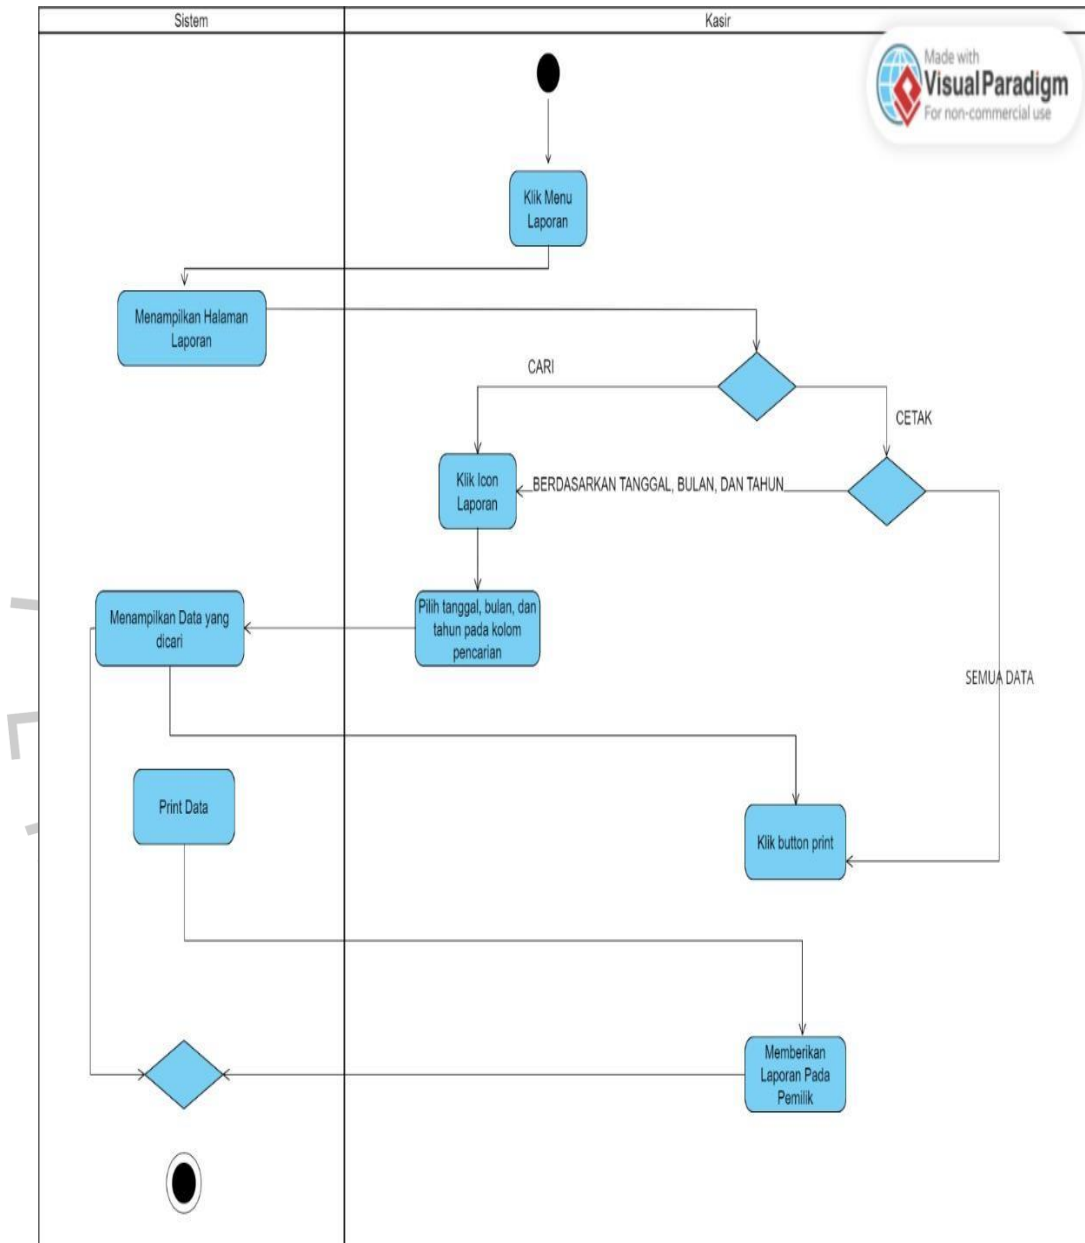 Sistem
Kasir
Made with
Visual Paradigm
For non-commercial use
Klik Menu
Laporan
Menampilkan Halaman
Laporan
CARI
CETAK
Klik Icon
Laporan
BERDASARKAN TANGGAL, BULAN, DAN TAHUN
Menampilkan Data yang
dicari
Pilih tanggal, bulan, dan
tahun pada kolom
pencarian
SEMUA DATA
Print Data
Klik button print
Memberikan
Laporan Pada
Pemilik